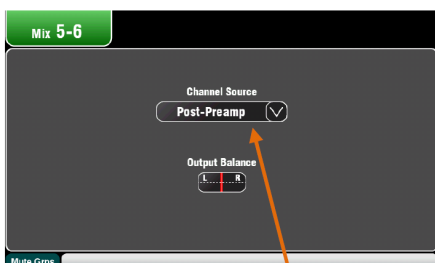 Mix 5-6
Channel Source
Post-Preamp
Output Balance
L R
Mute Grps